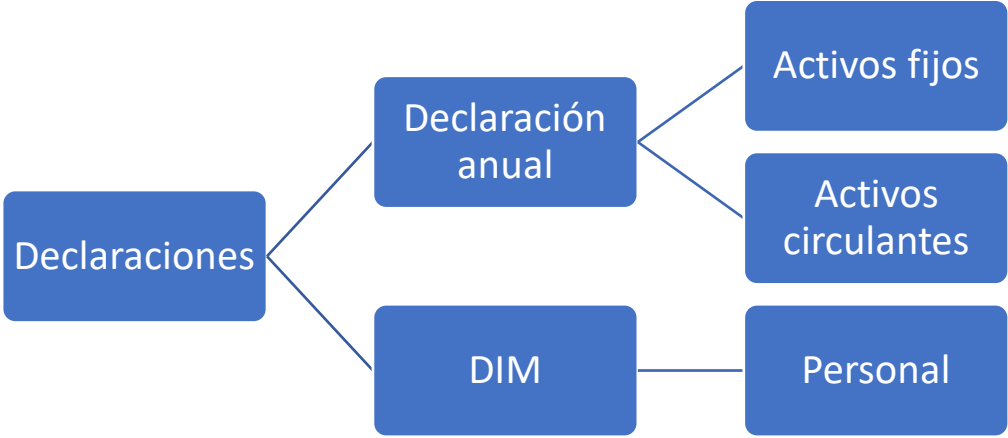 Declaraciones
Declaración
anual
Activos fijos
Activos
circulantes
DIM
Personal